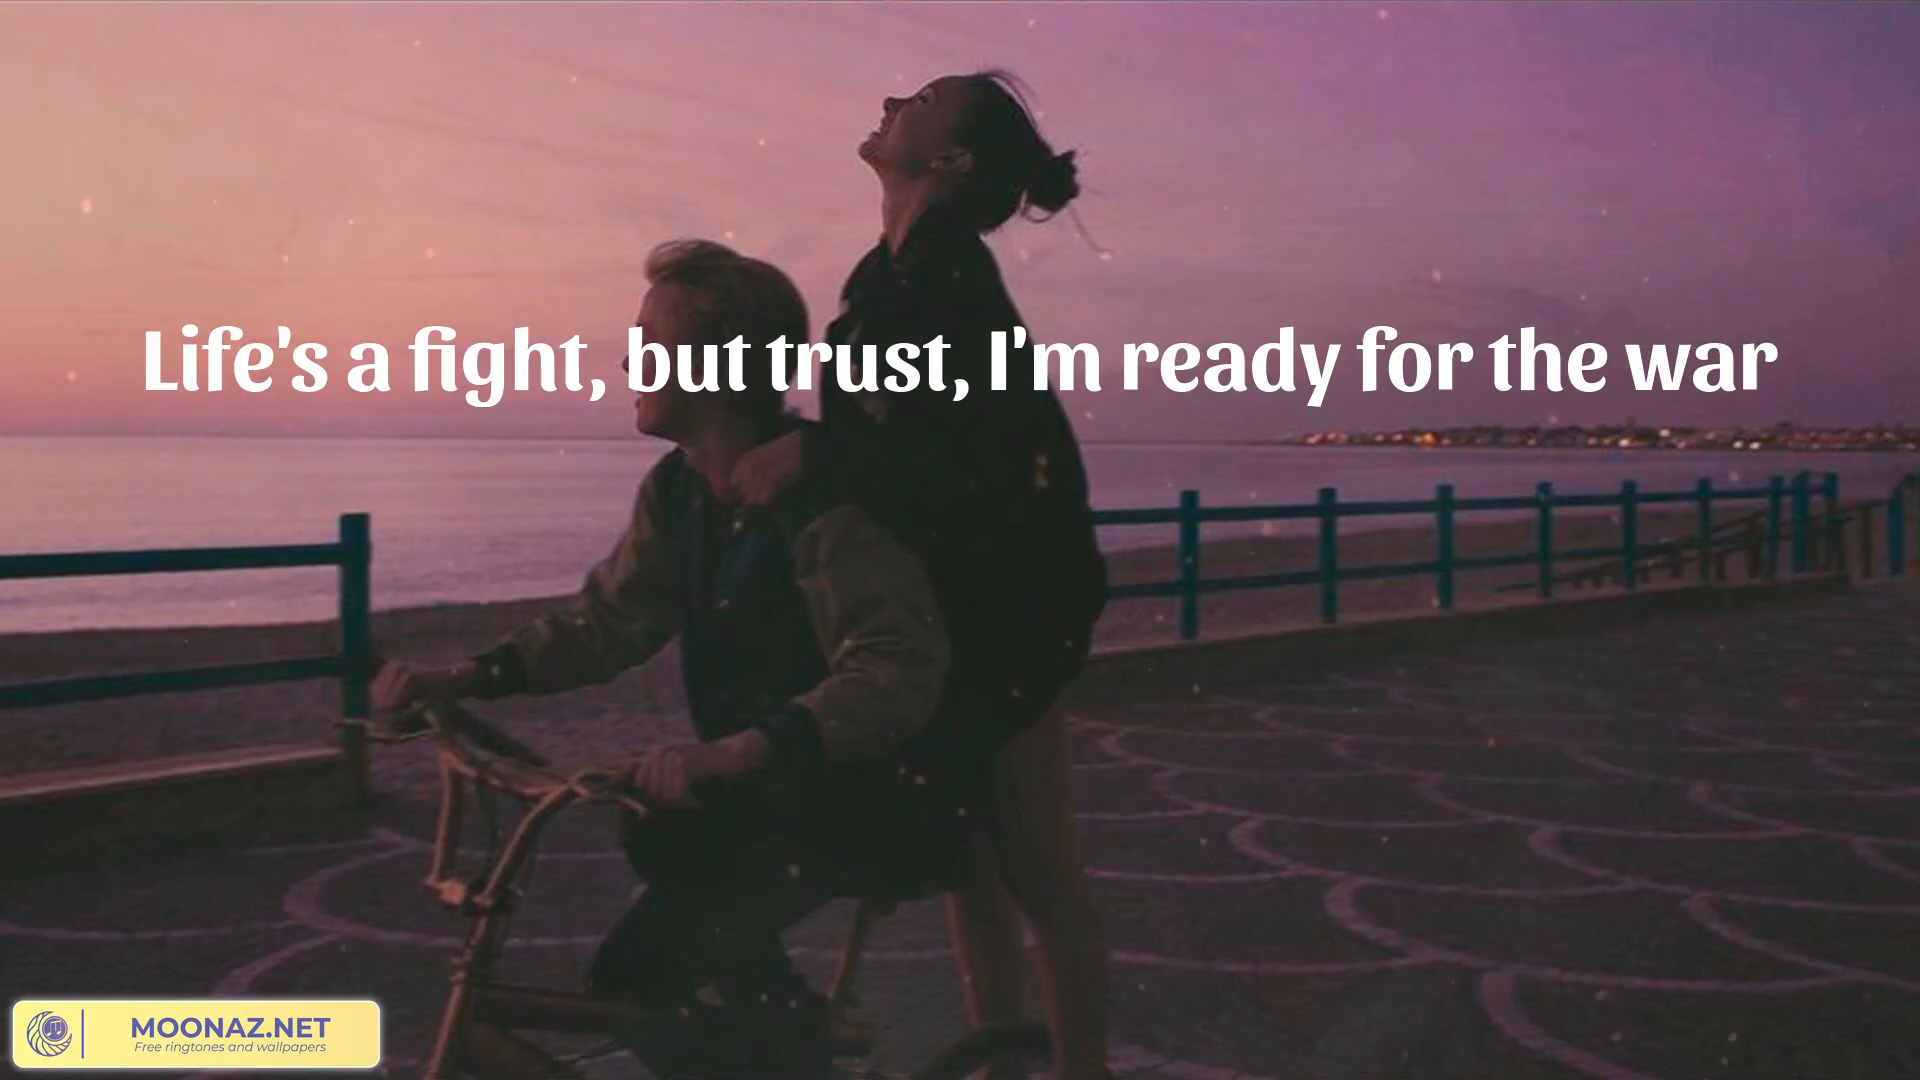 Life's a fight, but trust, I'm ready for the war
MOONAZ.NET
Free ringtones and wallpapers